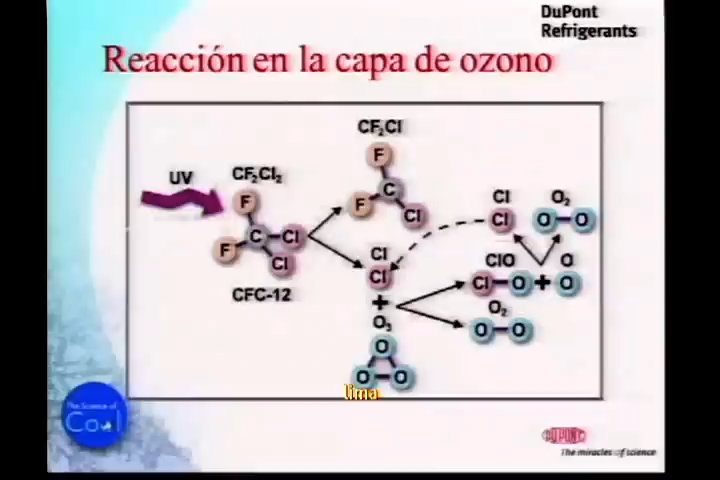 DuPont
Refrigerants
Reacción en la capa de ozono
CF₂Cl
F
C
F
Cl
UV
CF₂Cl₂
F
C
Cl
F
Cl
CFC-12
Cl
Cl
+
O₃
O
O O
Cl
Cl
O₂
O O
ClO
Cl O
+
O
O
O₂
O O
lima
The Science of
Cool
DUPONT
The miracles of science